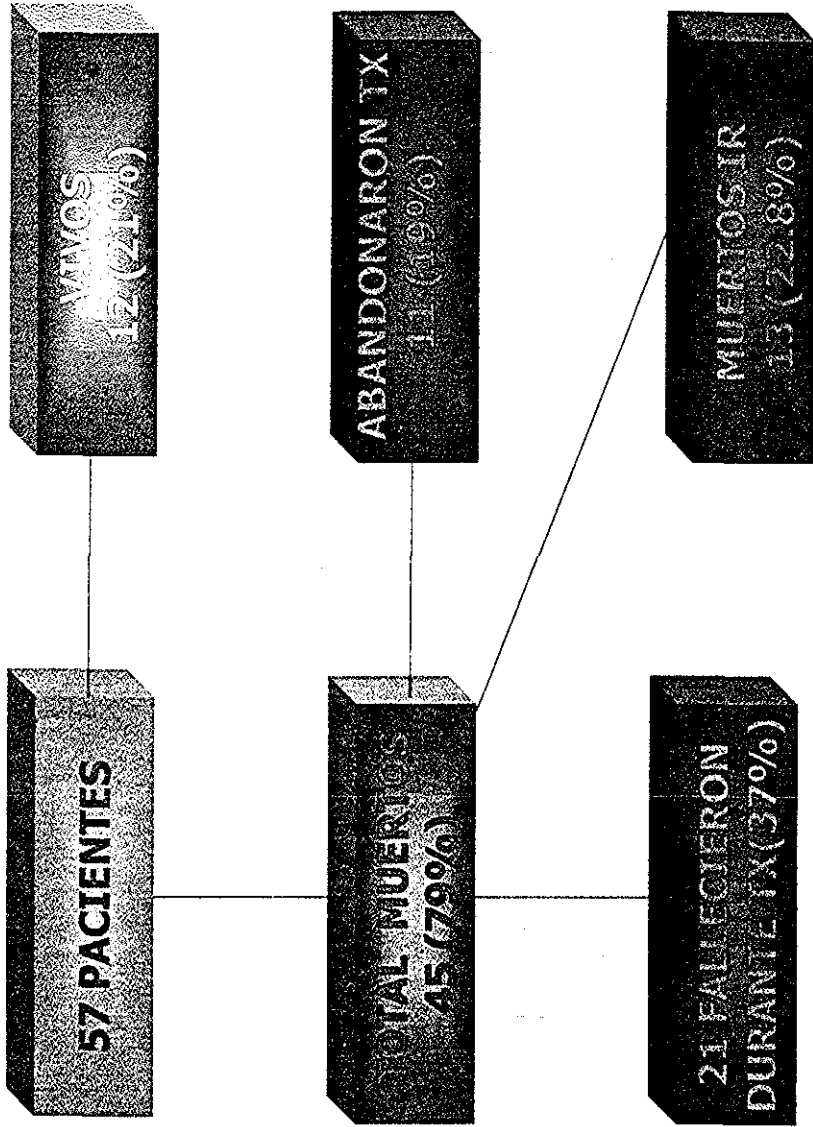 57 PACIENTES
VIVOS
12 (21%)
TOTAL MUERTOS
45 (79%)
ABANDONARON TX
11 (19%)
21 FALLECIERON
DURANTE TX(37%)
MUERTOS IR
13 (22.8%)